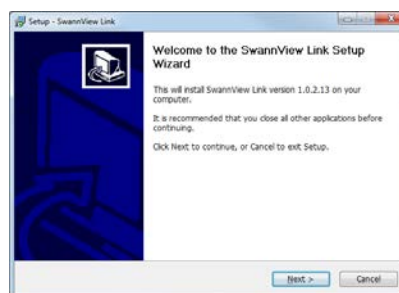 Setup - SwannView Link
Welcome to the SwannView Link Setup
Wizard
This will install SwannView Link version 1.0.2.13 on your
computer.
It is recommended that you close all other applications before
continuing.
Click Next to continue, or Cancel to exit Setup.
Next > Cancel